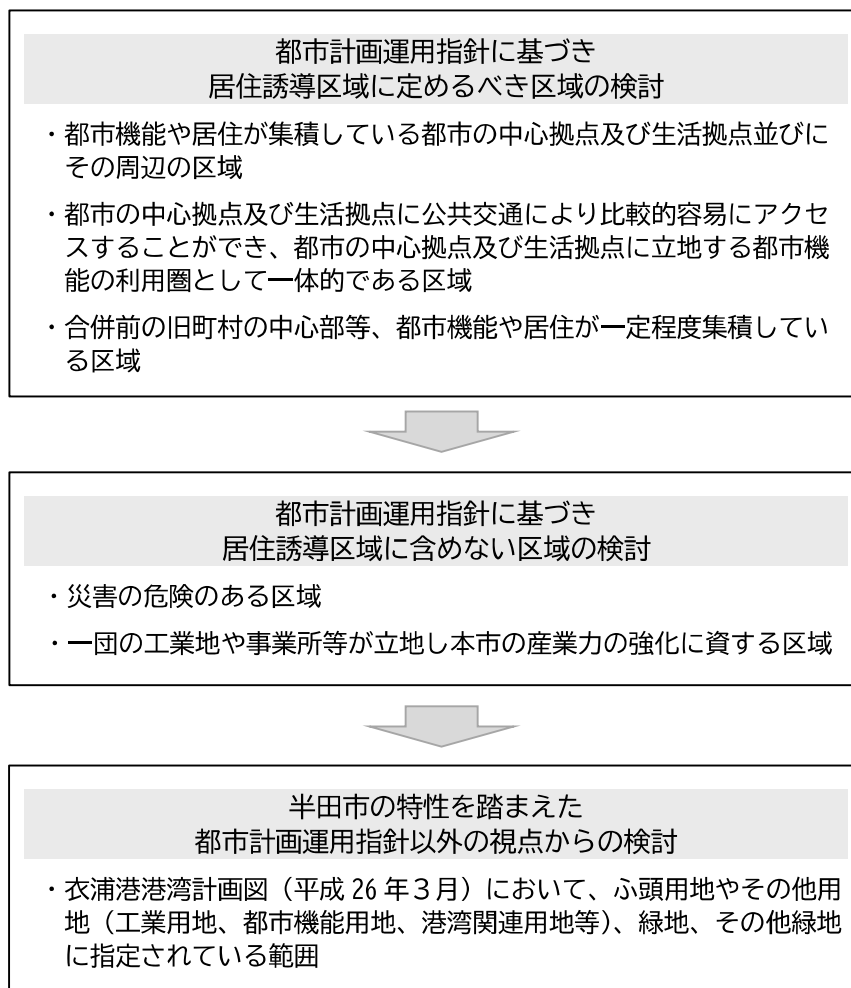 都市計画運用指針に基づき
居住誘導区域に定めるべき区域の検討
・都市機能や居住が集積している都市の中心拠点及び生活拠点並びに
その周辺の区域
・都市の中心拠点及び生活拠点に公共交通により比較的容易にアクセ
スすることができ、都市の中心拠点及び生活拠点に立地する都市機
能の利用圏として一体的である区域
・合併前の旧町村の中心部等、都市機能や居住が一定程度集積してい
る区域
都市計画運用指針に基づき
居住誘導区域に含めない区域の検討
・災害の危険のある区域
・一団の工業地や事業所等が立地し本市の産業力の強化に資する区域
半田市の特性を踏まえた
都市計画運用指針以外の視点からの検討
・衣浦港港湾計画図（平成 26 年３月）において、ふ頭用地やその他用
地（工業用地、都市機能用地、港湾関連用地等）、緑地、その他緑地
に指定されている範囲